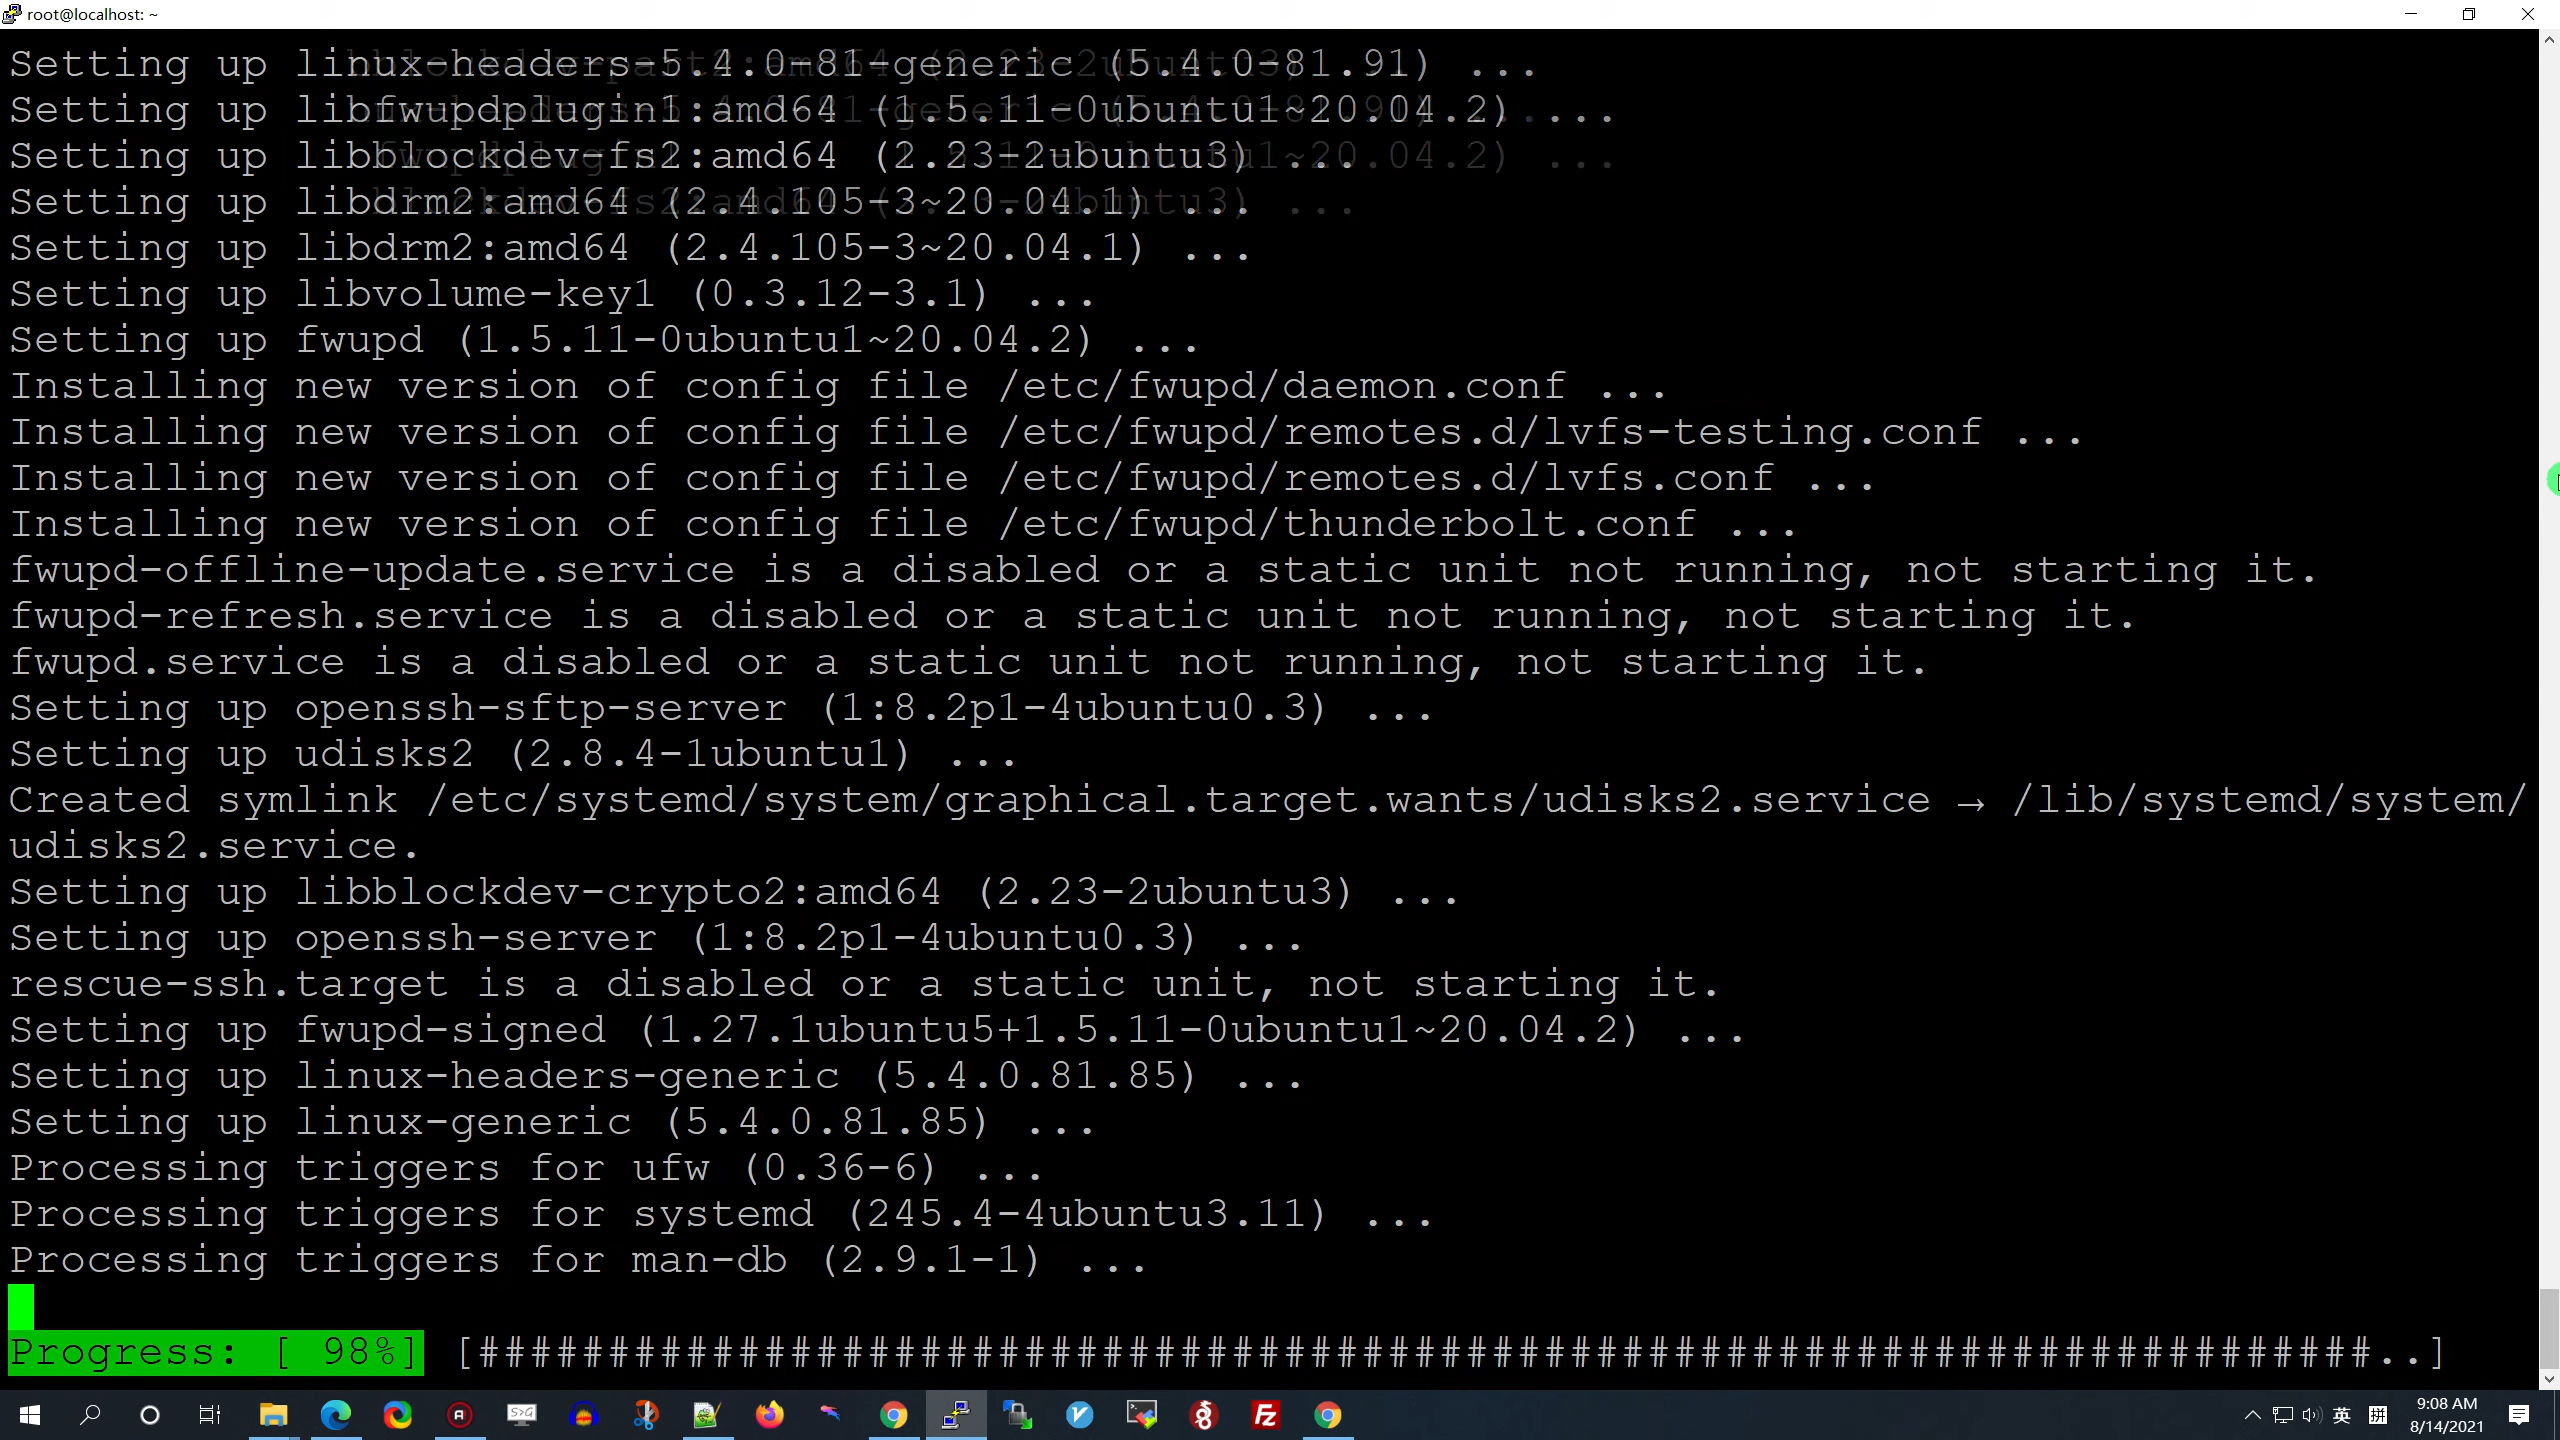 root@localhost: ~
Setting up linux-headers-5.4.0-81-generic (5.4.0-81.91) ...
Setting up libfwupdplugin1:amd64 (1.5.11-0ubuntu1~20.04.2) ...
Setting up libblockdev-fs2:amd64 (2.23-2ubuntu3) ...
Setting up libdrm2:amd64 (2.4.105-3~20.04.1) ...
Setting up libdrm2:amd64 (2.4.105-3~20.04.1) ...
Setting up libvolume-key1 (0.3.12-3.1) ...
Setting up fwupd (1.5.11-0ubuntu1~20.04.2) ...
Installing new version of config file /etc/fwupd/daemon.conf ...
Installing new version of config file /etc/fwupd/remotes.d/lvfs-testing.conf ...
Installing new version of config file /etc/fwupd/remotes.d/lvfs.conf ...
Installing new version of config file /etc/fwupd/thunderbolt.conf ...
fwupd-offline-update.service is a disabled or a static unit not running, not starting it.
fwupd-refresh.service is a disabled or a static unit not running, not starting it.
fwupd.service is a disabled or a static unit not running, not starting it.
Setting up openssh-sftp-server (1:8.2p1-4ubuntu0.3) ...
Setting up udisks2 (2.8.4-1ubuntu1) ...
Created symlink /etc/systemd/system/graphical.target.wants/udisks2.service → /lib/systemd/system/
udisks2.service.
Setting up libblockdev-crypto2:amd64 (2.23-2ubuntu3) ...
Setting up openssh-server (1:8.2p1-4ubuntu0.3) ...
rescue-ssh.target is a disabled or a static unit, not starting it.
Setting up fwupd-signed (1.27.1ubuntu5+1.5.11-0ubuntu1~20.04.2) ...
Setting up linux-headers-generic (5.4.0.81.85) ...
Setting up linux-generic (5.4.0.81.85) ...
Processing triggers for ufw (0.36-6) ...
Processing triggers for systemd (245.4-4ubuntu3.11) ...
Processing triggers for man-db (2.9.1-1) ...
Progress: [ 98%] [#########################################################################..]
S>G
Fz
英
拼
9:08 AM
8/14/2021